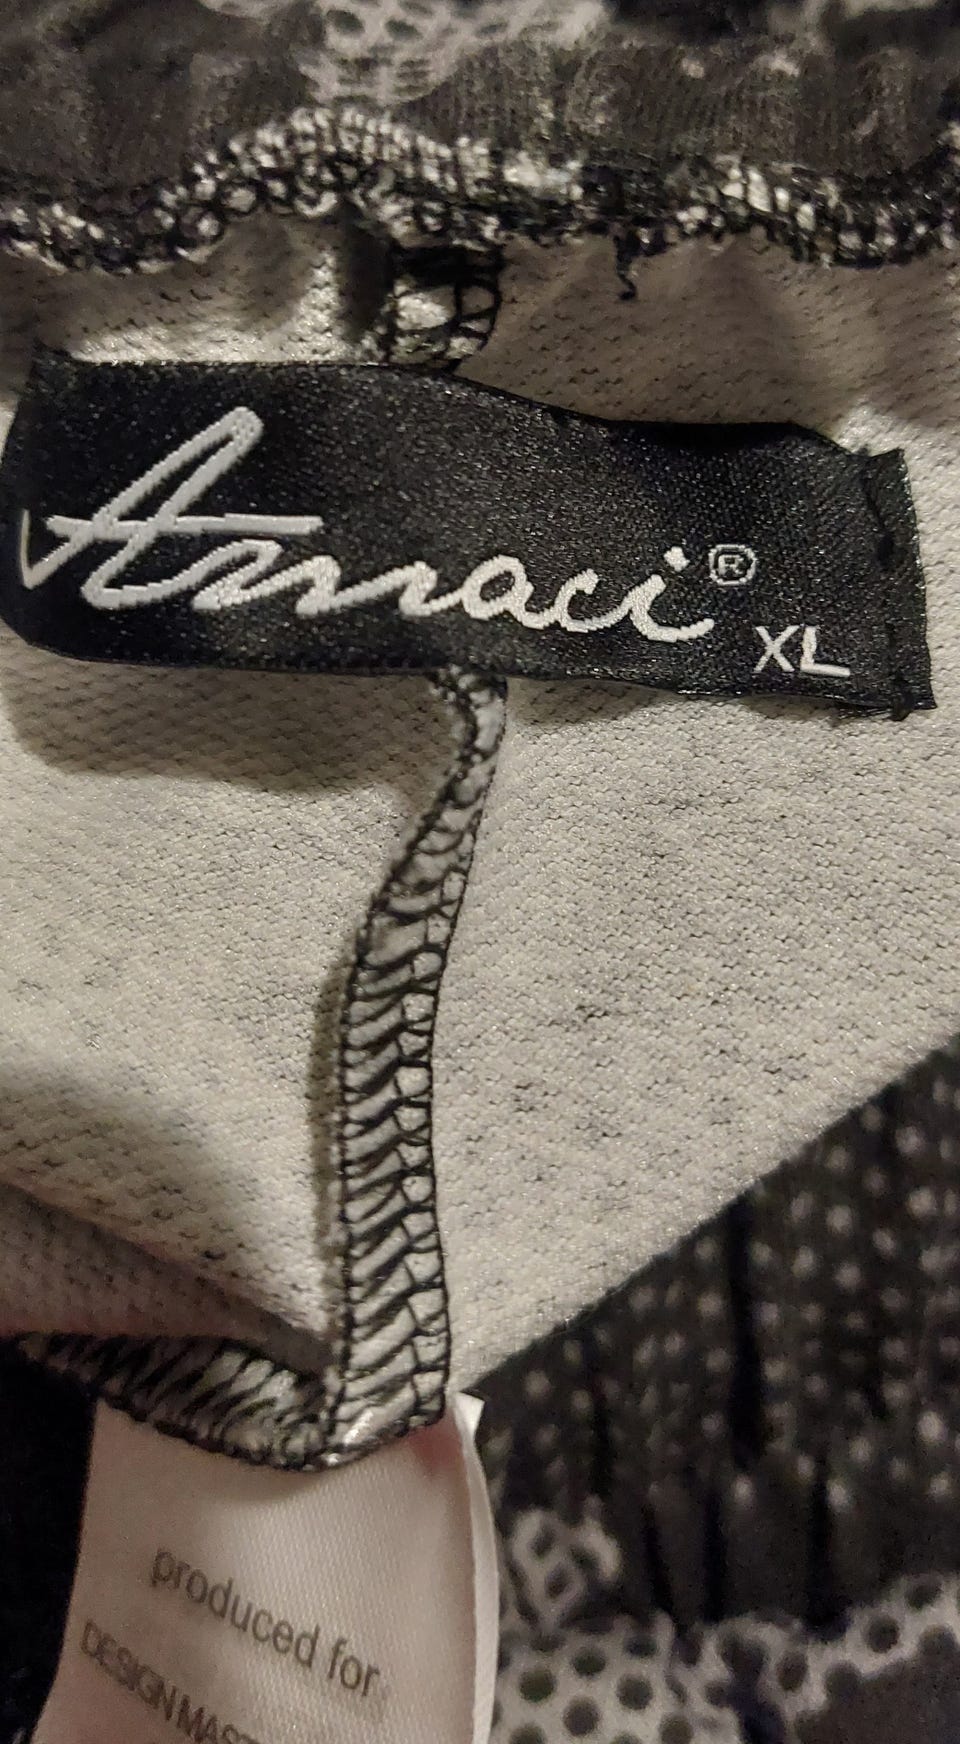 Amaci®
XL
produced for